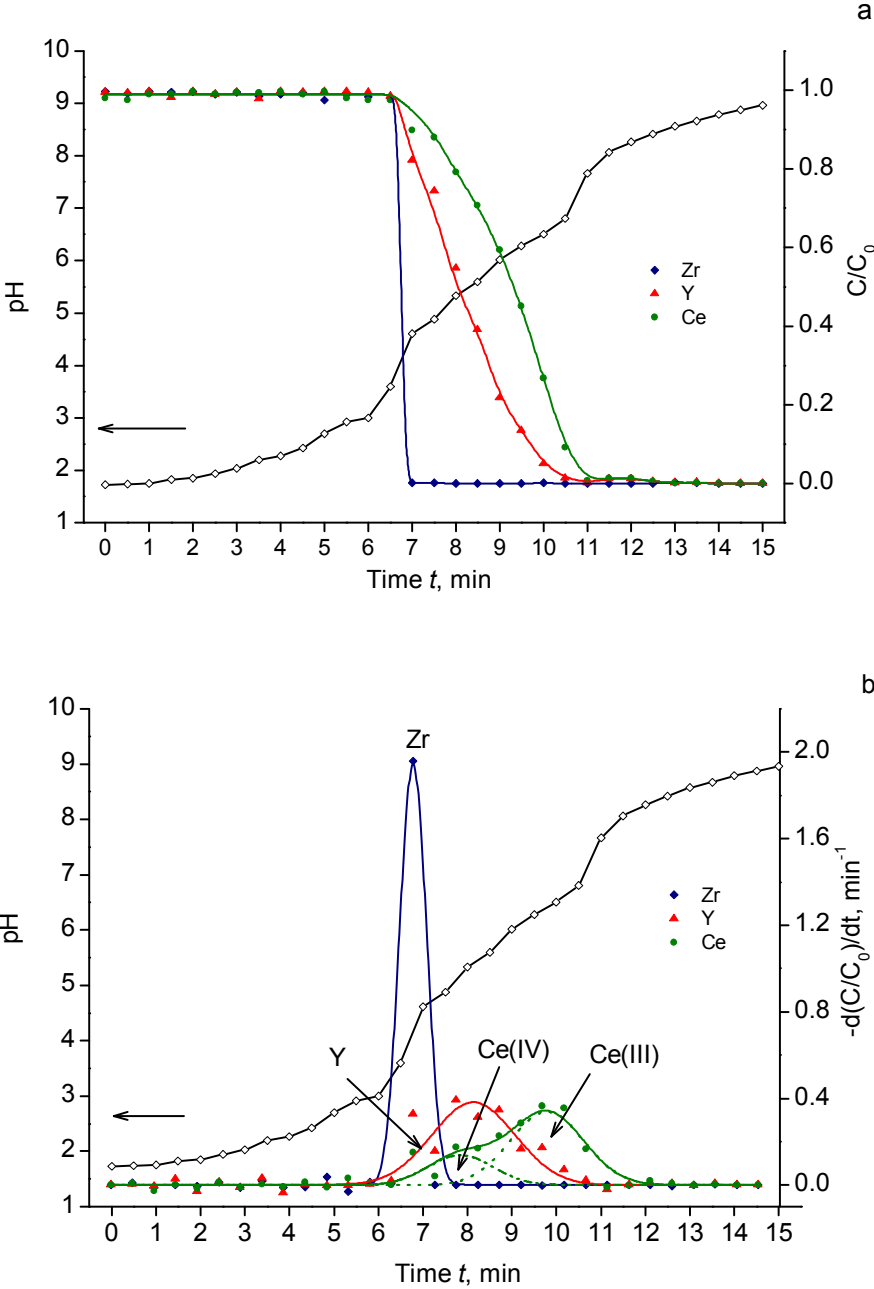 a
10
9
8
7
6
5
4
3
2
1
pH
1.0
0.8
0.6
0.4
0.2
0.0
C/C0
Zr
Y
Ce
0 1 2 3 4 5 6 7 8 9 10 11 12 13 14 15
Time t, min
b
10
9
8
7
6
5
4
3
2
1
pH
2.0
1.6
1.2
0.8
0.4
0.0
-d(C/C0)/dt, min-1
Zr
Zr
Y
Ce
Y
Ce(IV)
Ce(III)
0 1 2 3 4 5 6 7 8 9 10 11 12 13 14 15
Time t, min